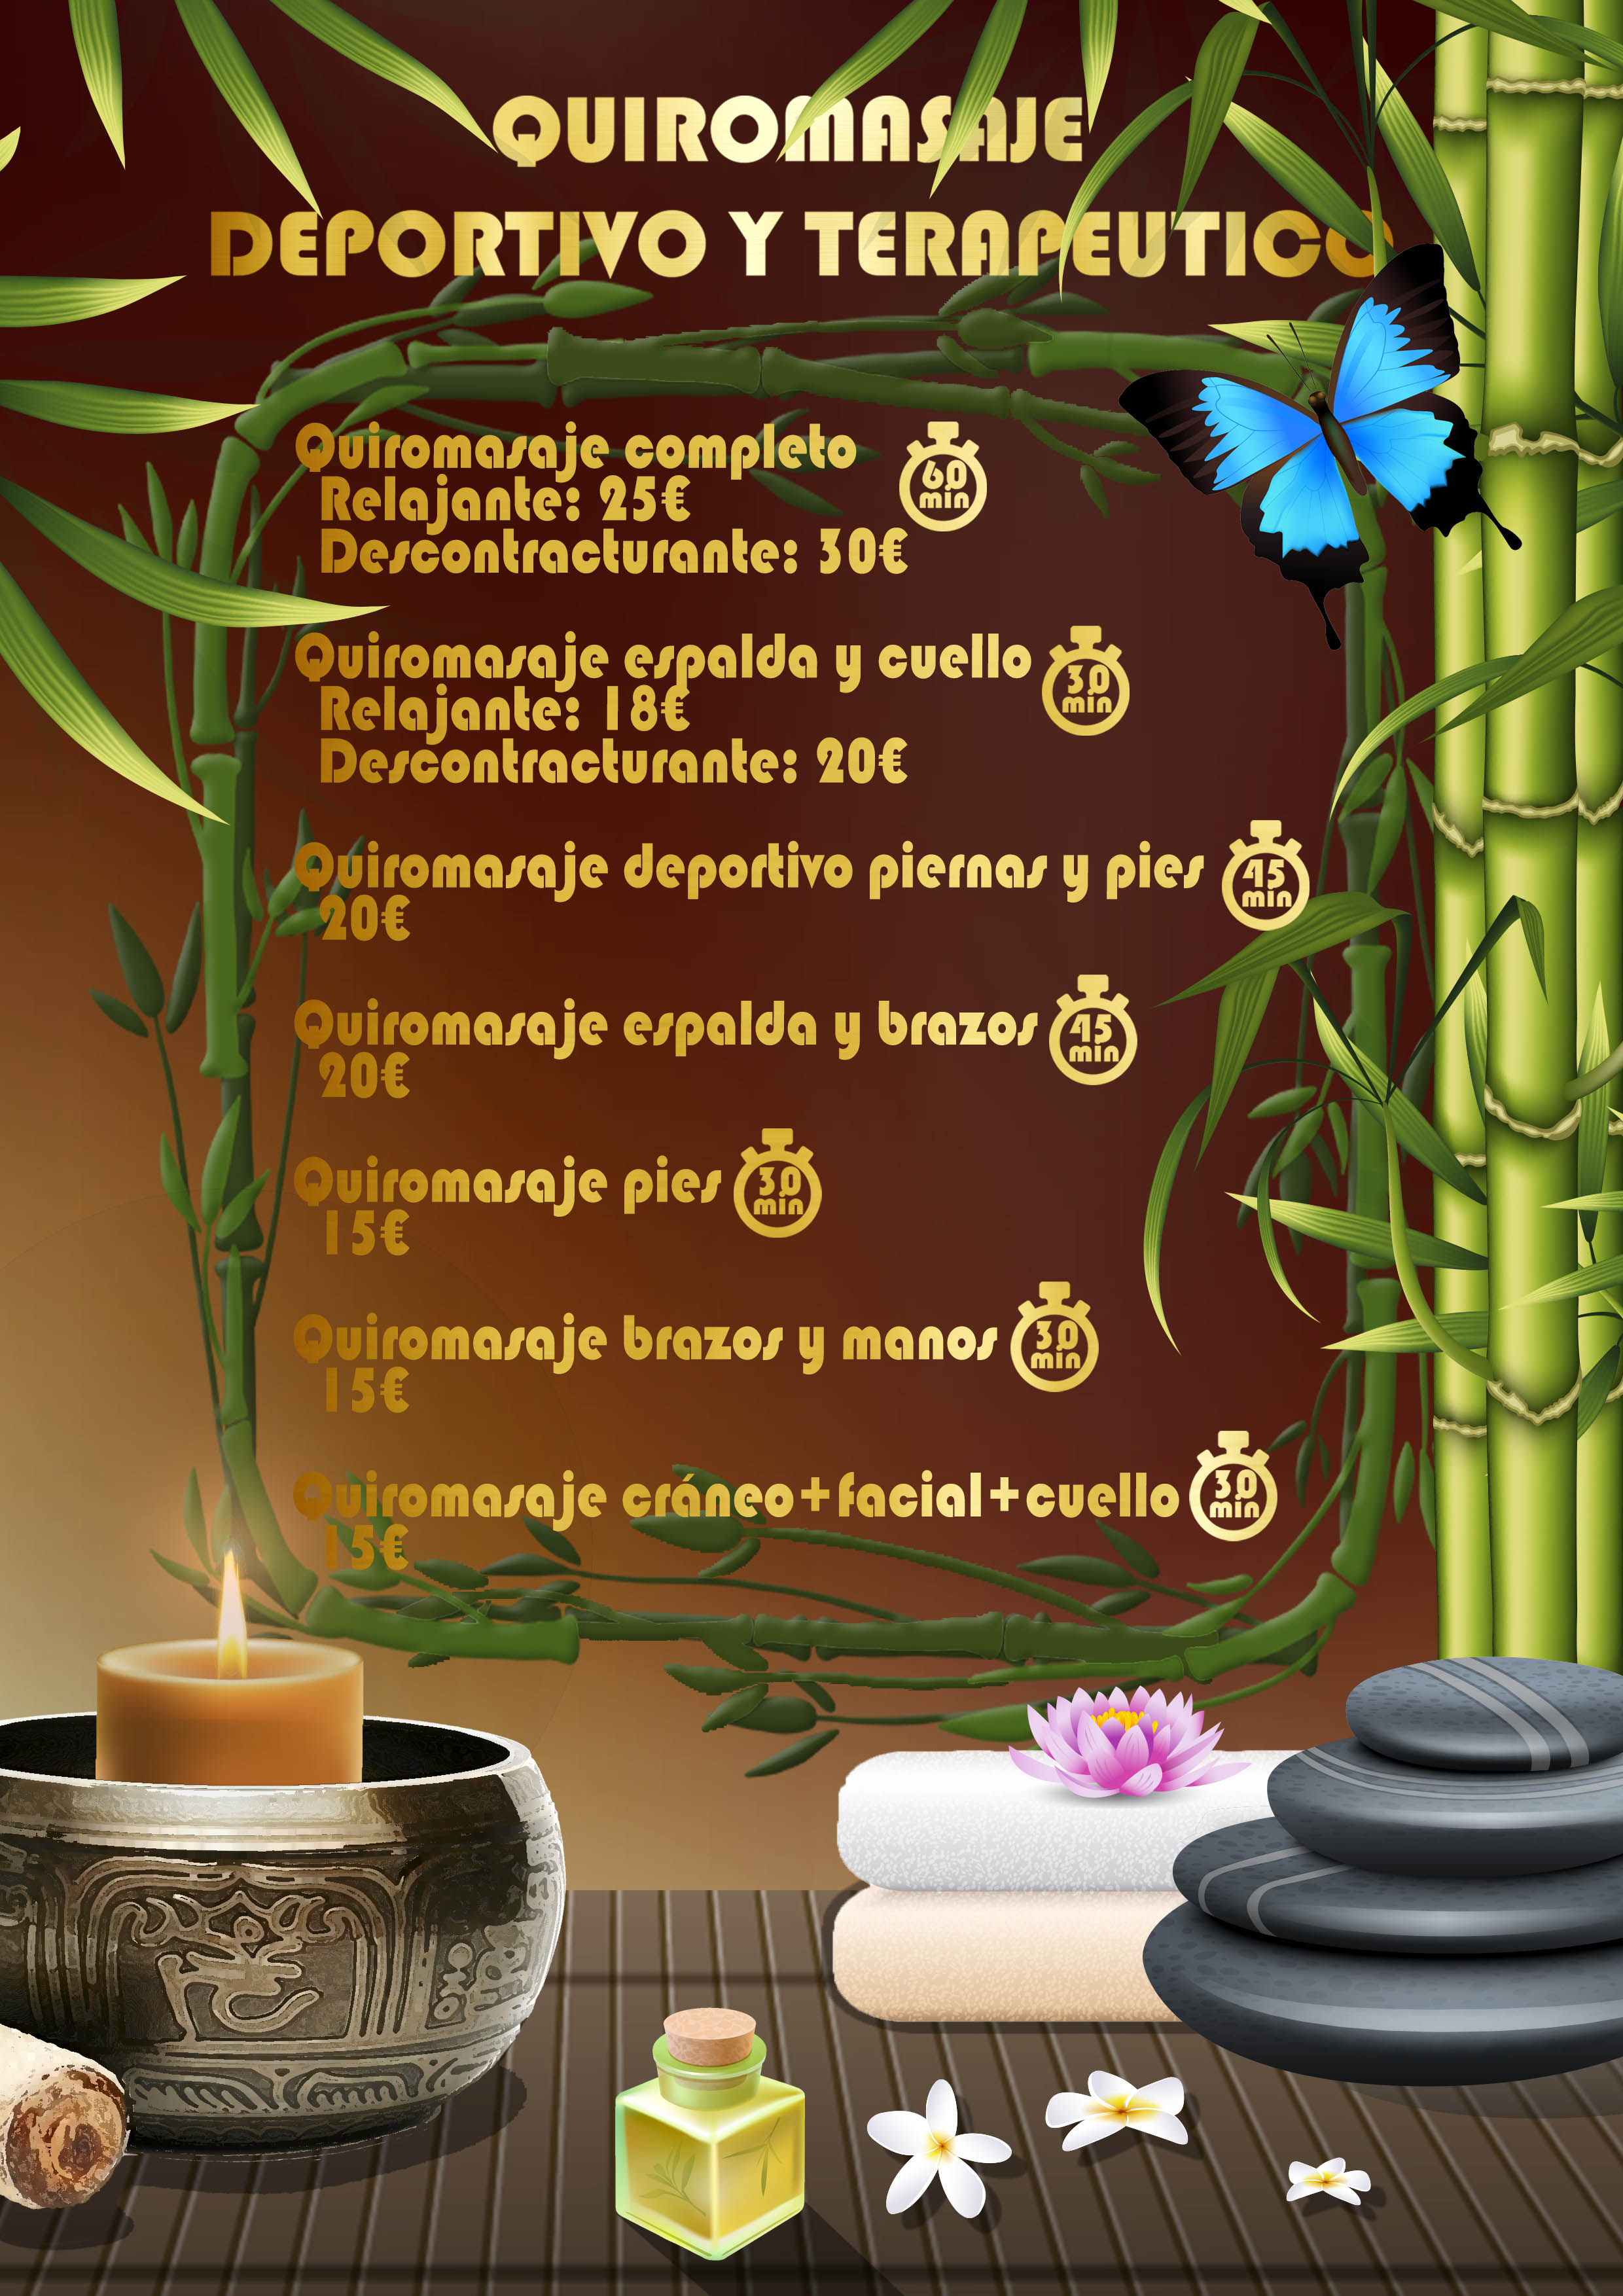 QUIROMASAJE
DEPORTIVO Y TERAPEUTICO
Quiromasaje completo
60 min
Relajante: 25€
Descontracturante: 30€
Quiromasaje espalda y cuello
30 min
Relajante: 18€
Descontracturante: 20€
Quiromasaje deportivo piernas y pies
45 min
20€
Quiromasaje espalda y brazos
45 min
20€
Quiromasaje pies
30 min
15€
Quiromasaje brazos y manos
30 min
15€
Quiromasaje cráneo+facial+cuello
30 min
15€